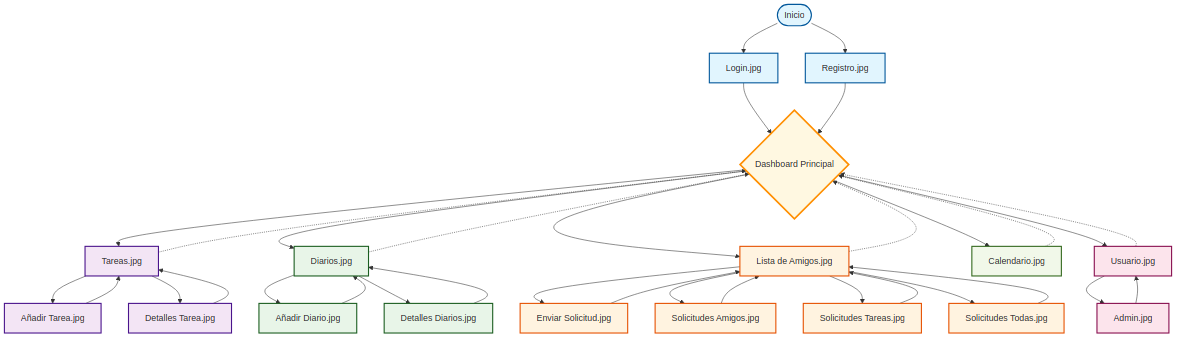 Inicio
Login.jpg
Registro.jpg
Dashboard Principal
Tareas.jpg
Diarios.jpg
Lista de Amigos.jpg
Calendario.jpg
Usuario.jpg
Añadir Tarea.jpg
Detalles Tarea.jpg
Añadir Diario.jpg
Detalles Diarios.jpg
Enviar Solicitud.jpg
Solicitudes Amigos.jpg
Solicitudes Tareas.jpg
Solicitudes Todas.jpg
Admin.jpg